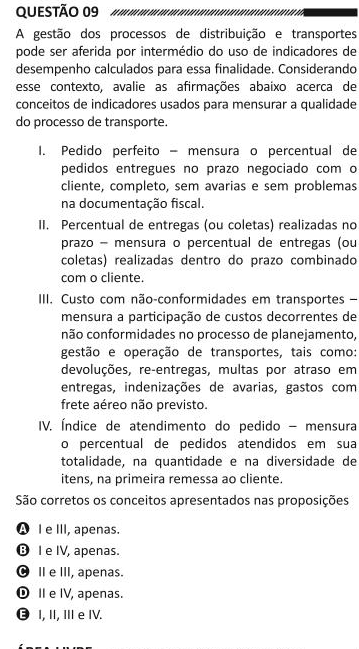 QUESTÃO 09
A gestão dos processos de distribuição e transportes
pode ser aferida por intermédio do uso de indicadores de
desempenho calculados para essa finalidade. Considerando
esse contexto, avalie as afirmações abaixo acerca de
conceitos de indicadores usados para mensurar a qualidade
do processo de transporte.
I. Pedido perfeito – mensura o percentual de
pedidos entregues no prazo negociado com o
cliente, completo, sem avarias e sem problemas
na documentação fiscal.
II. Percentual de entregas (ou coletas) realizadas no
prazo – mensura o percentual de entregas (ou
coletas) realizadas dentro do prazo combinado
com o cliente.
III. Custo com não-conformidades em transportes –
mensura a participação de custos decorrentes de
não conformidades no processo de planejamento,
gestão e operação de transportes, tais como:
devoluções, re-entregas, multas por atraso em
entregas, indenizações de avarias, gastos com
frete aéreo não previsto.
IV. Índice de atendimento do pedido – mensura
o percentual de pedidos atendidos em sua
totalidade, na quantidade e na diversidade de
itens, na primeira remessa ao cliente.
São corretos os conceitos apresentados nas proposições
A I e III, apenas.
B I e IV, apenas.
C II e III, apenas.
D II e IV, apenas.
E I, II, III e IV.